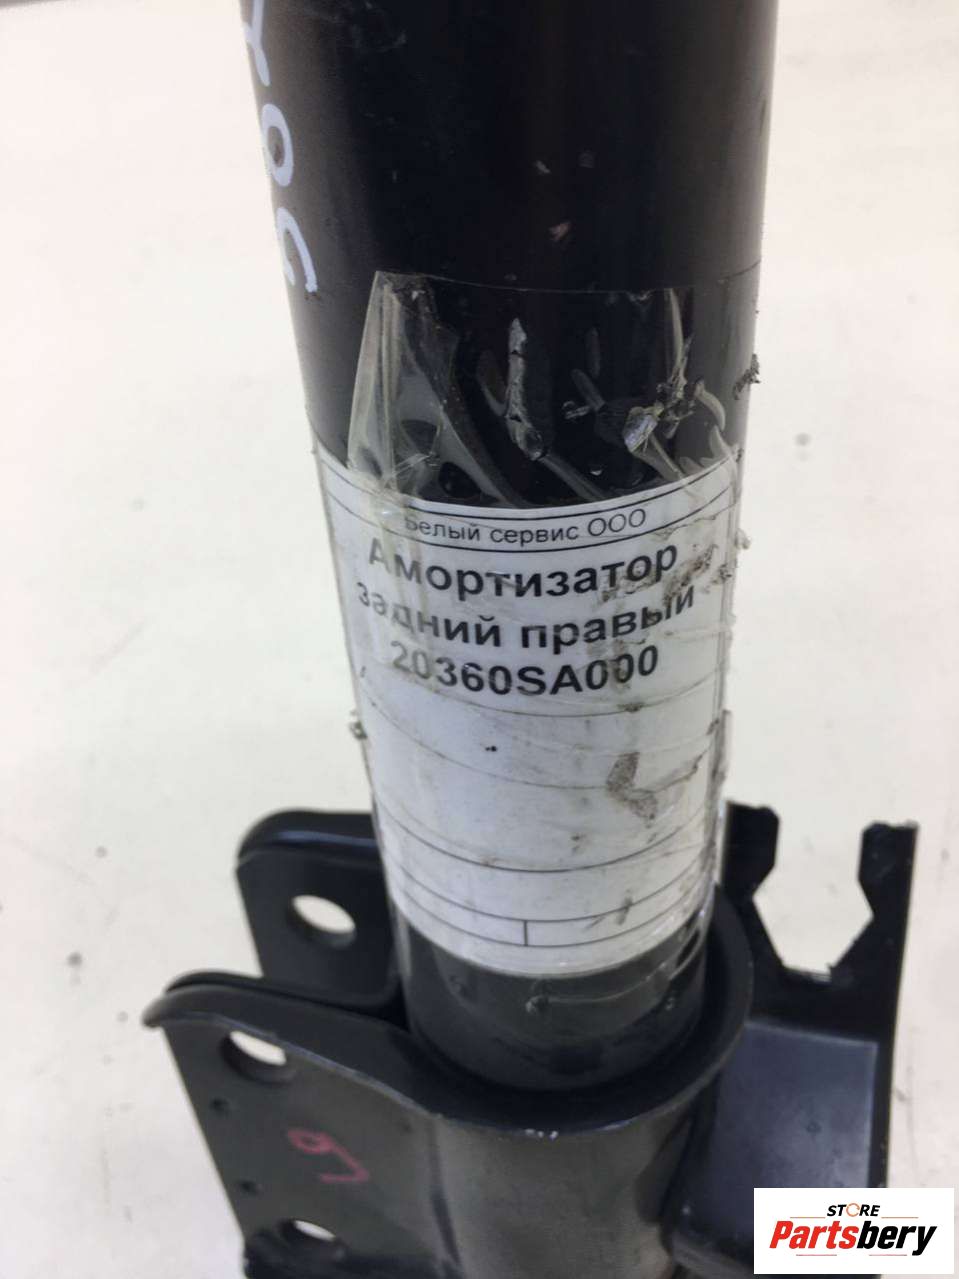 Белый сервис ООО
Амортизатор
задний правый
20360SA000
STORE
Partsbery